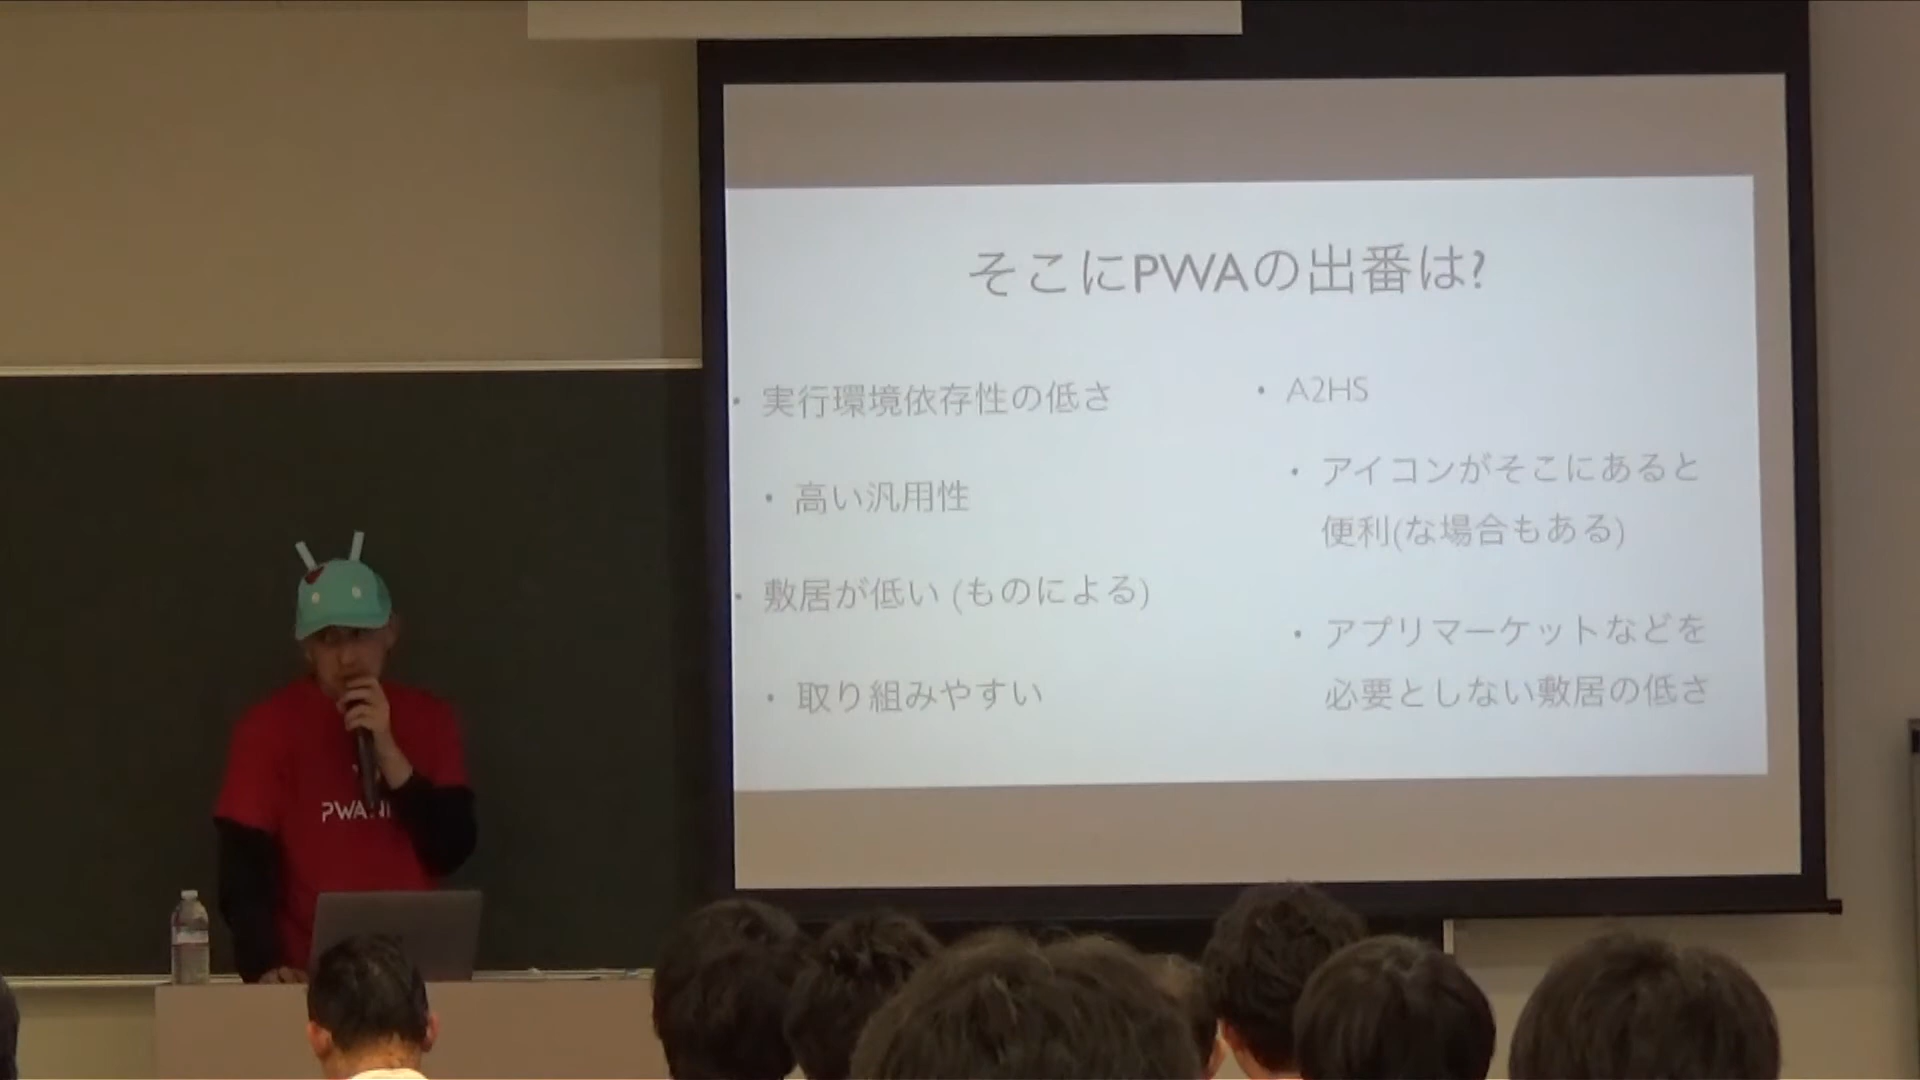 そこにPWAの出番は?
• 実行環境依存性の低さ
• 高い汎用性
• 敷居が低い (ものによる)
• 取り組みやすい
• A2HS
• アイコンがそこにあると
便利(な場合もある)
• アプリマーケットなどを
必要としない敷居の低さ